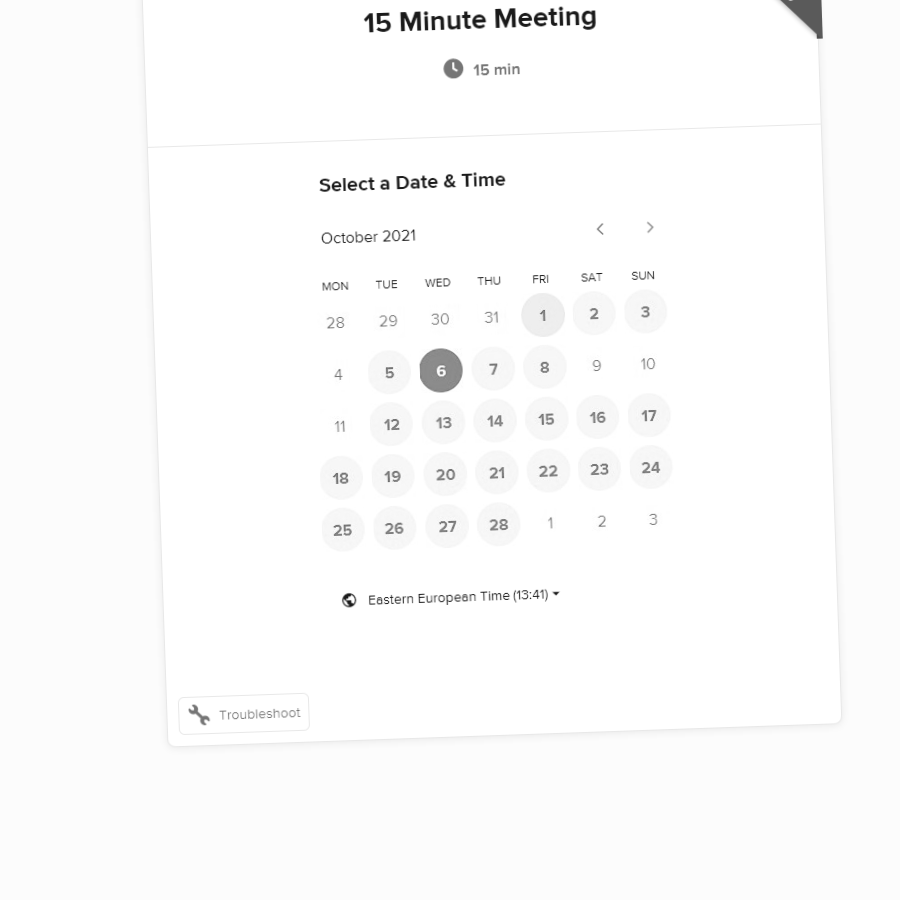 15 Minute Meeting
15 min
Select a Date & Time
October 2021
MON TUE WED THU FRI SAT SUN
28 29 30 31 1 2 3
4 5 6 7 8 9 10
11 12 13 14 15 16 17
18 19 20 21 22 23 24
25 26 27 28 1 2 3
Eastern European Time (13:41)
Troubleshoot